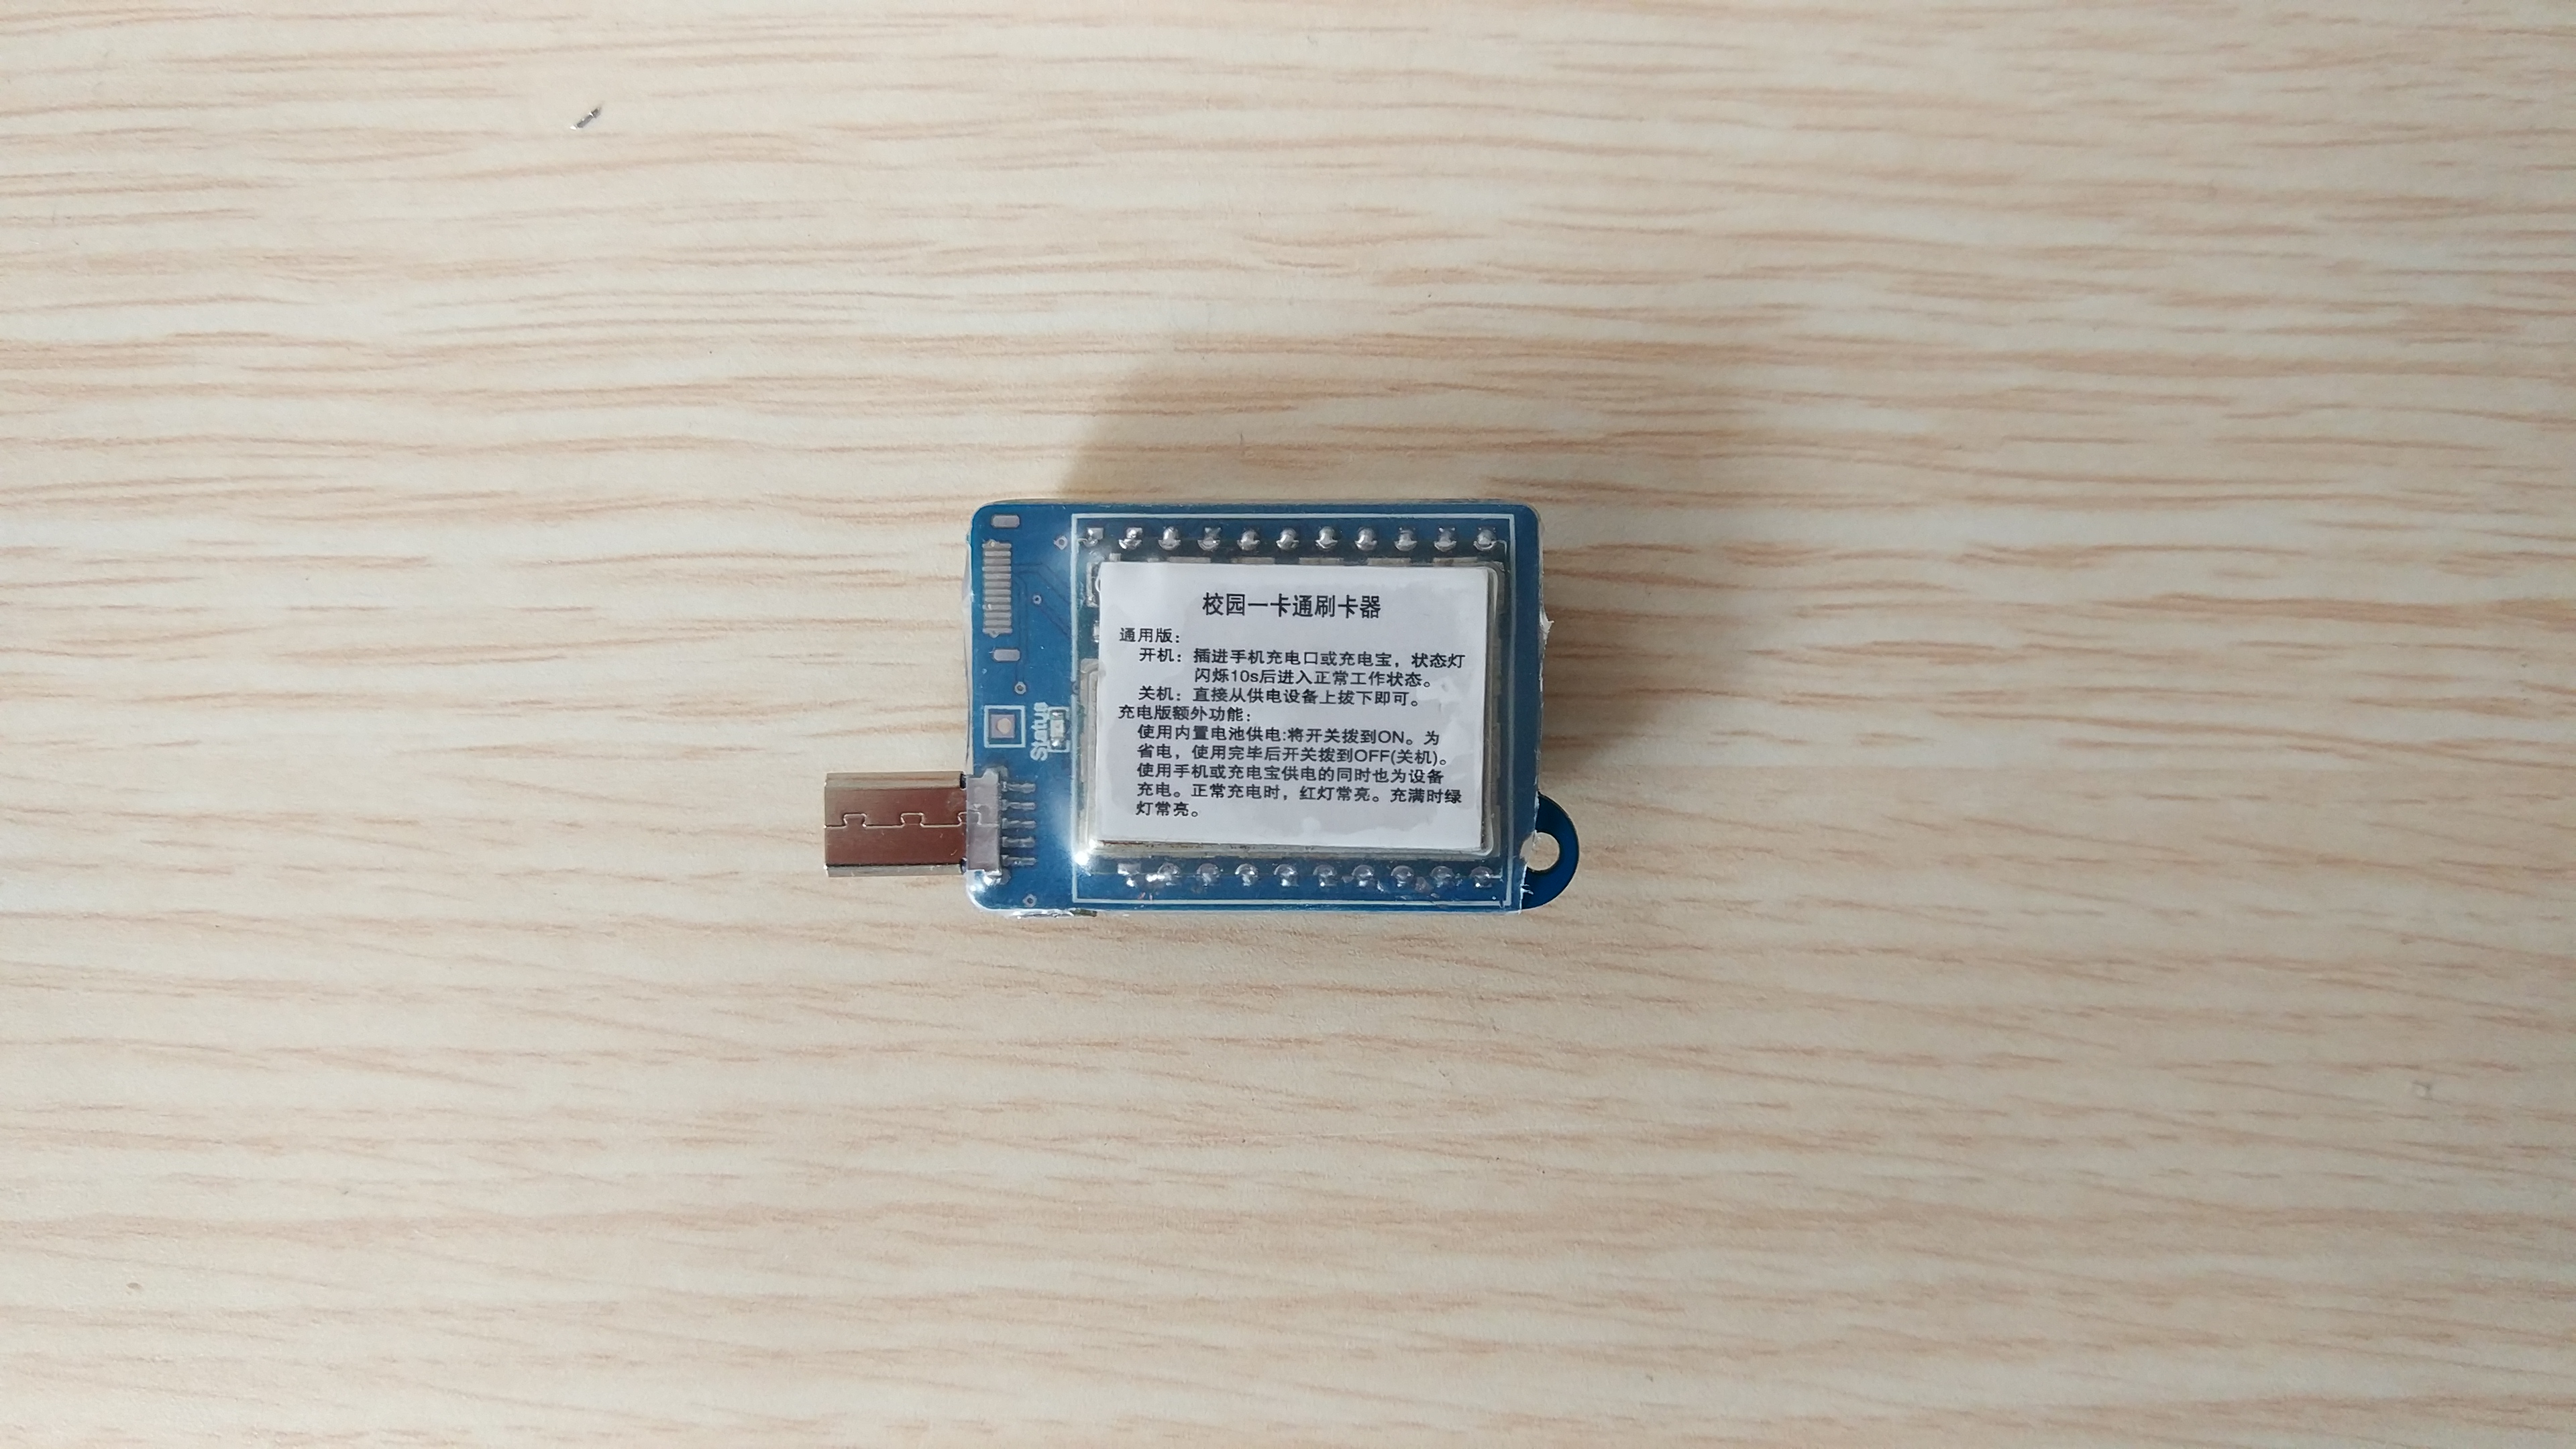 校园一卡通刷卡器
通用版：
开机：插进手机充电口或充电宝，状态灯
闪烁10s后进入正常工作状态。
关机：直接从供电设备上拔下即可。
充电版额外功能：
使用内置电池供电:将开关拨到ON。为
省电，使用完毕后开关拨到OFF(关机)。
使用手机或充电宝供电的同时也为设备
充电。正常充电时，红灯常亮。充满时绿
灯常亮。
Status